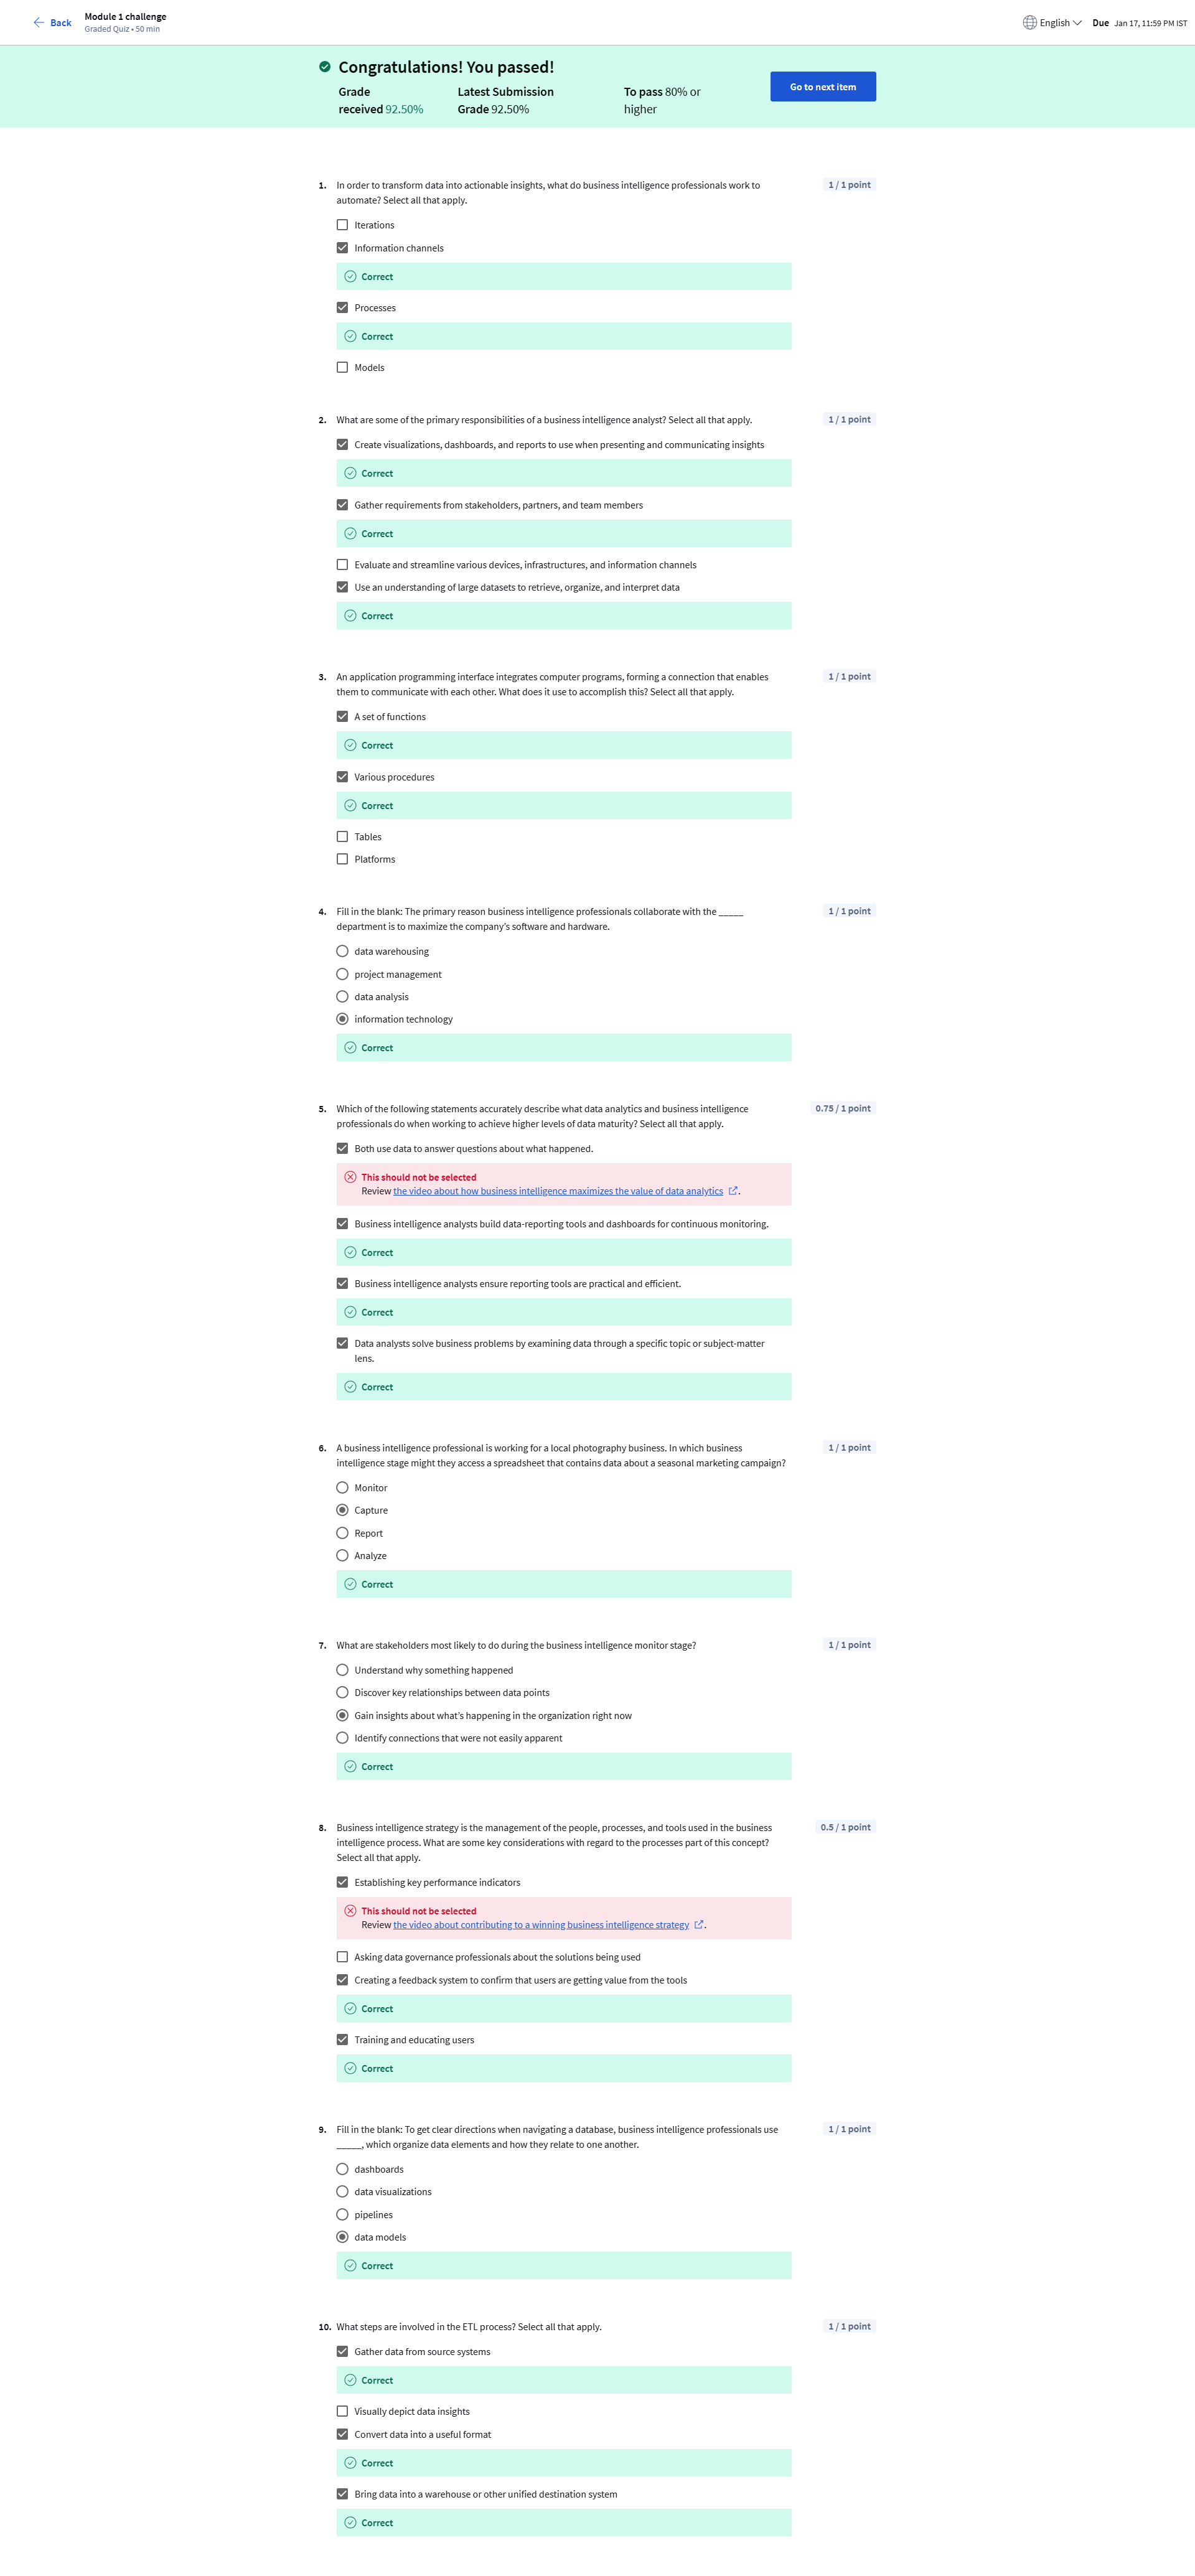 Back
Module 1 challenge
Graded Quiz • 50 min
English
Due Jan 17, 11:59 PM IST
Congratulations! You passed!
Grade
received 92.50%
Latest Submission
Grade 92.50%
To pass 80% or
higher
Go to next item
1. In order to transform data into actionable insights, what do business intelligence professionals work to
automate? Select all that apply.
1 / 1 point
Iterations
Information channels
Correct
Processes
Correct
Models
2. What are some of the primary responsibilities of a business intelligence analyst? Select all that apply.
1 / 1 point
Create visualizations, dashboards, and reports to use when presenting and communicating insights
Correct
Gather requirements from stakeholders, partners, and team members
Correct
Evaluate and streamline various devices, infrastructures, and information channels
Use an understanding of large datasets to retrieve, organize, and interpret data
Correct
3. An application programming interface integrates computer programs, forming a connection that enables
them to communicate with each other. What does it use to accomplish this? Select all that apply.
1 / 1 point
A set of functions
Correct
Various procedures
Correct
Tables
Platforms
4. Fill in the blank: The primary reason business intelligence professionals collaborate with the _____
department is to maximize the company’s software and hardware.
1 / 1 point
data warehousing
project management
data analysis
information technology
Correct
5. Which of the following statements accurately describe what data analytics and business intelligence
professionals do when working to achieve higher levels of data maturity? Select all that apply.
0.75 / 1 point
Both use data to answer questions about what happened.
This should not be selected
Review the video about how business intelligence maximizes the value of data analytics .
Business intelligence analysts build data-reporting tools and dashboards for continuous monitoring.
Correct
Business intelligence analysts ensure reporting tools are practical and efficient.
Correct
Data analysts solve business problems by examining data through a specific topic or subject-matter
lens.
Correct
6. A business intelligence professional is working for a local photography business. In which business
intelligence stage might they access a spreadsheet that contains data about a seasonal marketing campaign?
1 / 1 point
Monitor
Capture
Report
Analyze
Correct
7. What are stakeholders most likely to do during the business intelligence monitor stage?
1 / 1 point
Understand why something happened
Discover key relationships between data points
Gain insights about what’s happening in the organization right now
Identify connections that were not easily apparent
Correct
8. Business intelligence strategy is the management of the people, processes, and tools used in the business
intelligence process. What are some key considerations with regard to the processes part of this concept?
Select all that apply.
0.5 / 1 point
Establishing key performance indicators
This should not be selected
Review the video about contributing to a winning business intelligence strategy .
Asking data governance professionals about the solutions being used
Creating a feedback system to confirm that users are getting value from the tools
Correct
Training and educating users
Correct
9. Fill in the blank: To get clear directions when navigating a database, business intelligence professionals use
_____, which organize data elements and how they relate to one another.
1 / 1 point
dashboards
data visualizations
pipelines
data models
Correct
10. What steps are involved in the ETL process? Select all that apply.
1 / 1 point
Gather data from source systems
Correct
Visually depict data insights
Convert data into a useful format
Correct
Bring data into a warehouse or other unified destination system
Correct